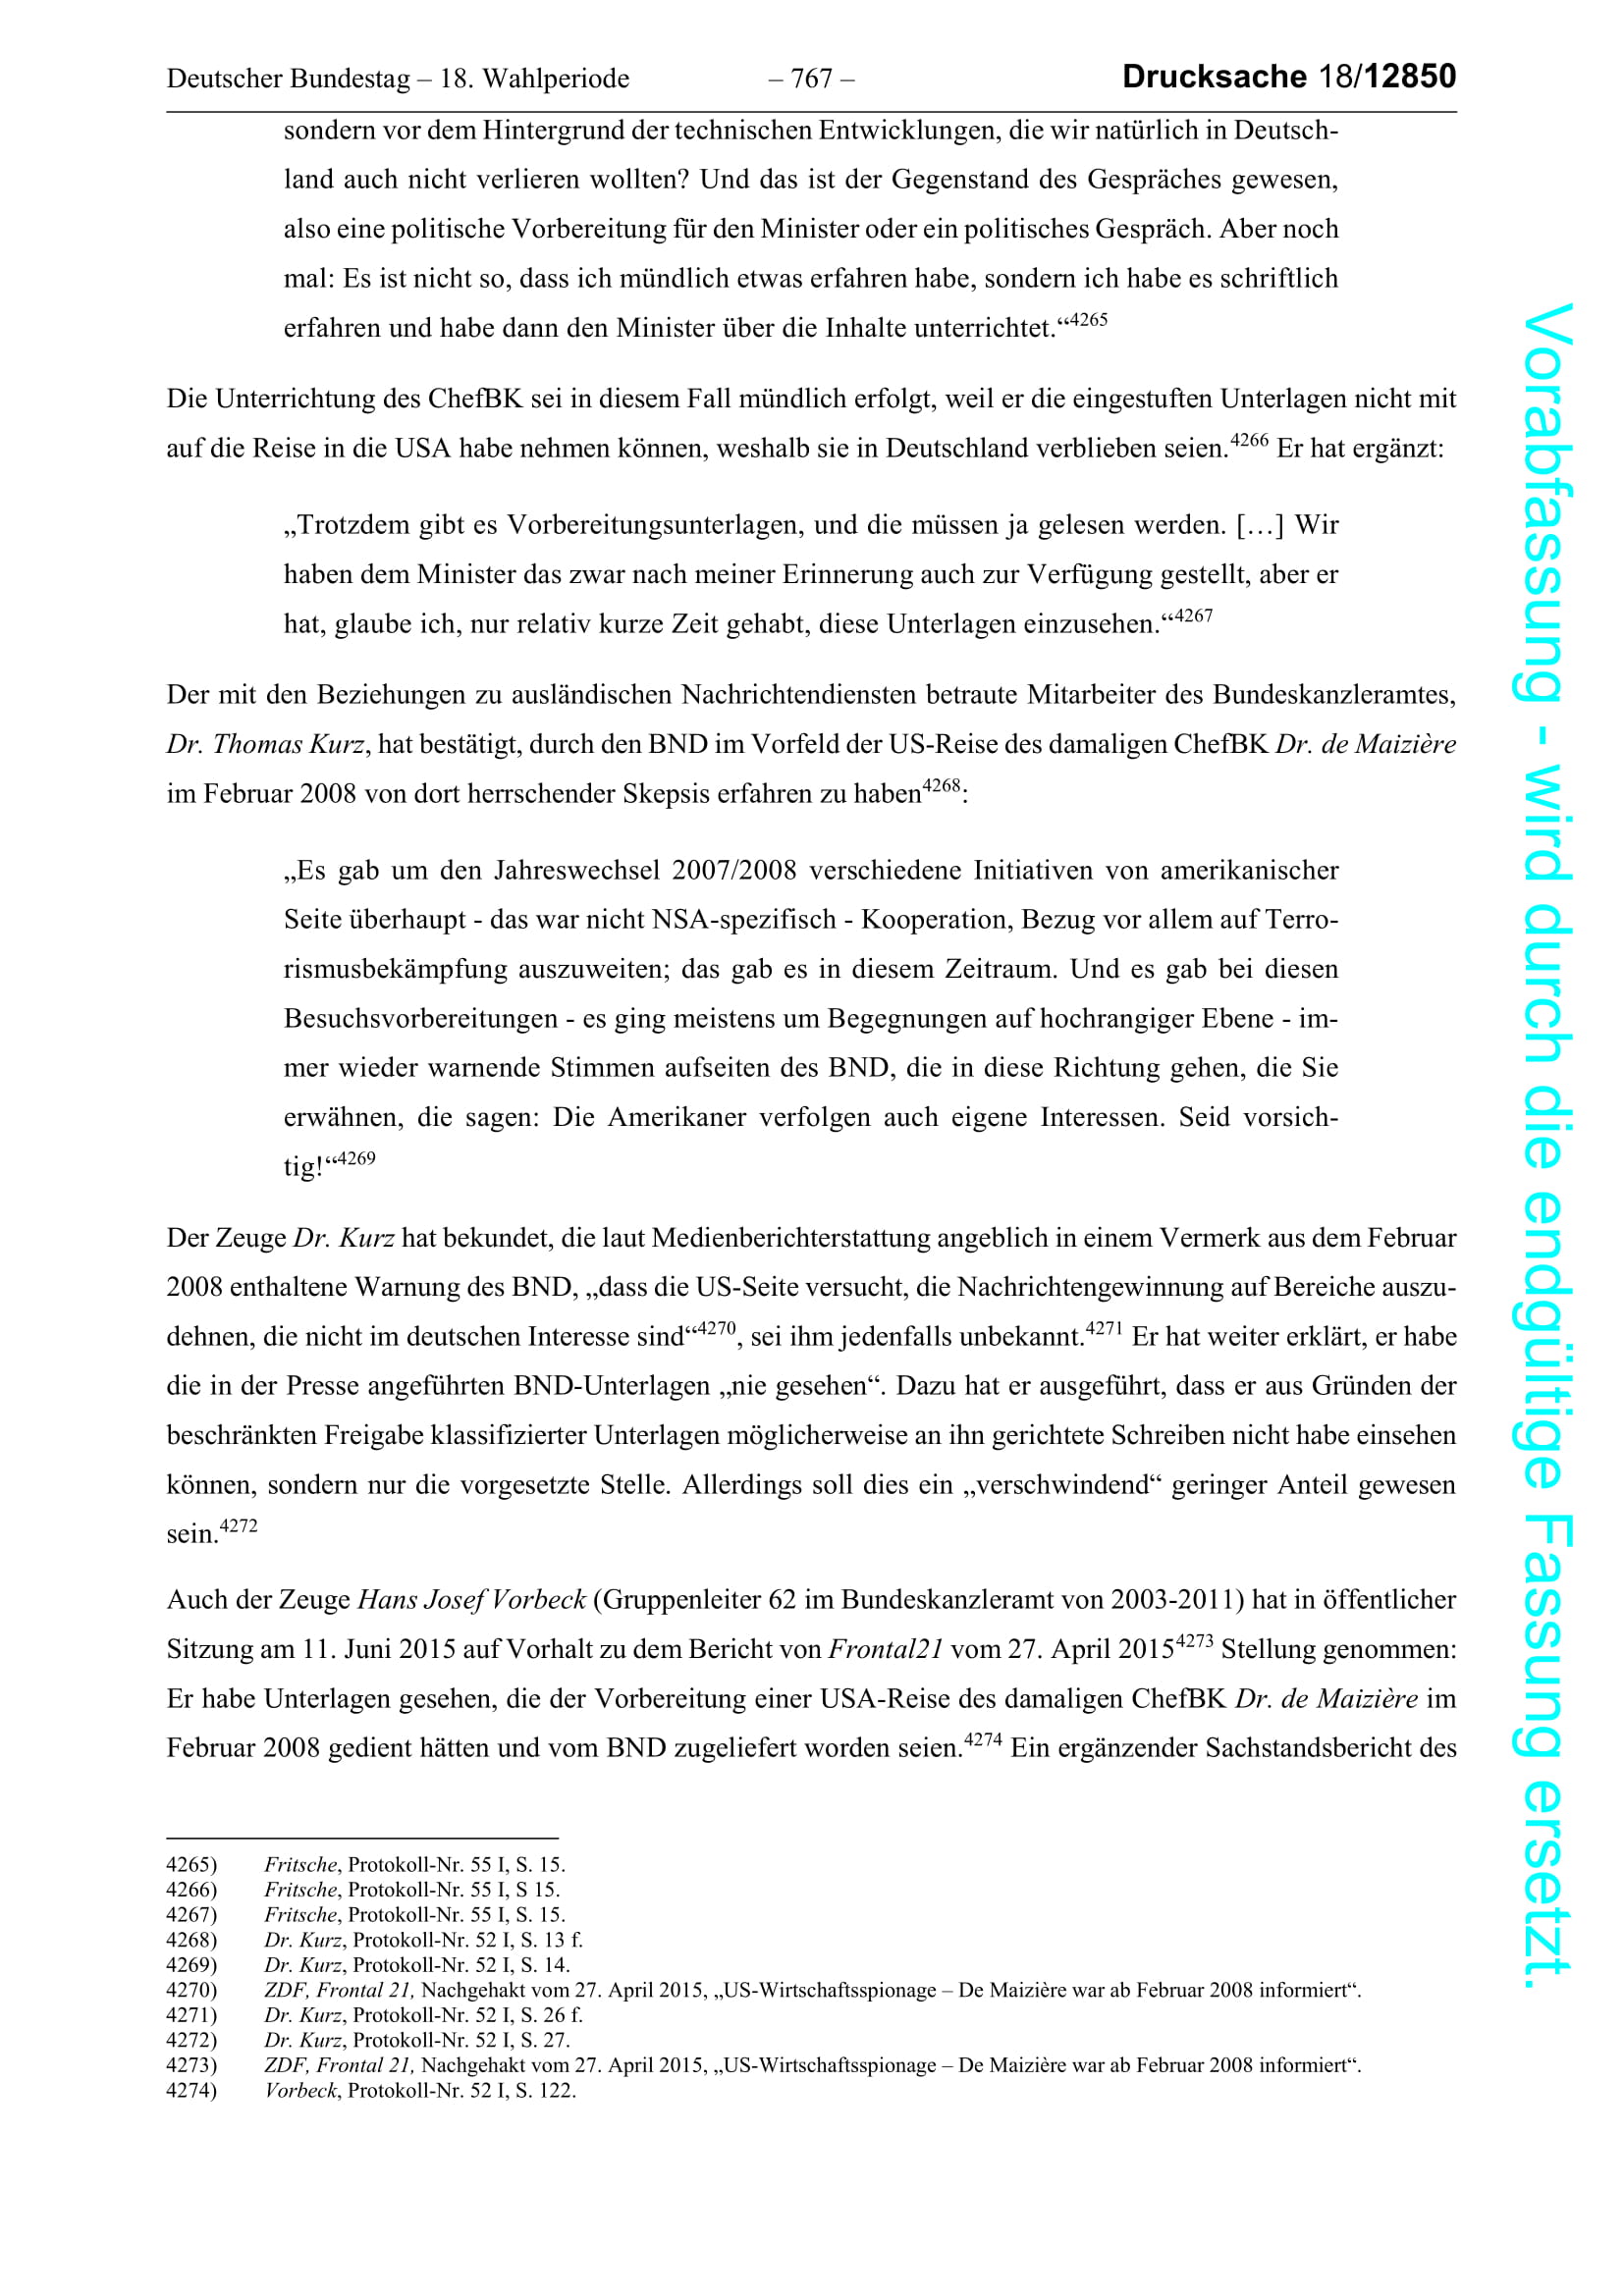 Deutscher Bundestag – 18. Wahlperiode – 767 – Drucksache 18/12850
sondern vor dem Hintergrund der technischen Entwicklungen, die wir natürlich in Deutsch-
land auch nicht verlieren wollten? Und das ist der Gegenstand des Gespräches gewesen,
also eine politische Vorbereitung für den Minister oder ein politisches Gespräch. Aber noch
mal: Es ist nicht so, dass ich mündlich etwas erfahren habe, sondern ich habe es schriftlich
erfahren und habe dann den Minister über die Inhalte unterrichtet.“4265
Die Unterrichtung des ChefBK sei in diesem Fall mündlich erfolgt, weil er die eingestuften Unterlagen nicht mit
auf die Reise in die USA habe nehmen können, weshalb sie in Deutschland verblieben seien.4266 Er hat ergänzt:
„Trotzdem gibt es Vorbereitungsunterlagen, und die müssen ja gelesen werden. […] Wir
haben dem Minister das zwar nach meiner Erinnerung auch zur Verfügung gestellt, aber er
hat, glaube ich, nur relativ kurze Zeit gehabt, diese Unterlagen einzusehen.“4267
Der mit den Beziehungen zu ausländischen Nachrichtendiensten betraute Mitarbeiter des Bundeskanzleramtes,
Dr. Thomas Kurz, hat bestätigt, durch den BND im Vorfeld der US-Reise des damaligen ChefBK Dr. de Maizière
im Februar 2008 von dort herrschender Skepsis erfahren zu haben4268:
„Es gab um den Jahreswechsel 2007/2008 verschiedene Initiativen von amerikanischer
Seite überhaupt - das war nicht NSA-spezifisch - Kooperation, Bezug vor allem auf Terro-
rismusbekämpfung auszuweiten; das gab es in diesem Zeitraum. Und es gab bei diesen
Besuchsvorbereitungen - es ging meistens um Begegnungen auf hochrangiger Ebene - im-
mer wieder warnende Stimmen aufseiten des BND, die in diese Richtung gehen, die Sie
erwähnen, die sagen: Die Amerikaner verfolgen auch eigene Interessen. Seid vorsich-
tig!“4269
Der Zeuge Dr. Kurz hat bekundet, die laut Medienberichterstattung angeblich in einem Vermerk aus dem Februar
2008 enthaltene Warnung des BND, „dass die US-Seite versucht, die Nachrichtengewinnung auf Bereiche auszu-
dehnen, die nicht im deutschen Interesse sind“4270, sei ihm jedenfalls unbekannt.4271 Er hat weiter erklärt, er habe
die in der Presse angeführten BND-Unterlagen „nie gesehen“. Dazu hat er ausgeführt, dass er aus Gründen der
beschränkten Freigabe klassifizierter Unterlagen möglicherweise an ihn gerichtete Schreiben nicht habe einsehen
können, sondern nur die vorgesetzte Stelle. Allerdings soll dies ein „verschwindend“ geringer Anteil gewesen
sein.4272
Auch der Zeuge Hans Josef Vorbeck (Gruppenleiter 62 im Bundeskanzleramt von 2003-2011) hat in öffentlicher
Sitzung am 11. Juni 2015 auf Vorhalt zu dem Bericht von Frontal21 vom 27. April 20154273 Stellung genommen:
Er habe Unterlagen gesehen, die der Vorbereitung einer USA-Reise des damaligen ChefBK Dr. de Maizière im
Februar 2008 gedient hätten und vom BND zugeliefert worden seien.4274 Ein ergänzender Sachstandsbericht des
4265) Fritsche, Protokoll-Nr. 55 I, S. 15.
4266) Fritsche, Protokoll-Nr. 55 I, S 15.
4267) Fritsche, Protokoll-Nr. 55 I, S. 15.
4268) Dr. Kurz, Protokoll-Nr. 52 I, S. 13 f.
4269) Dr. Kurz, Protokoll-Nr. 52 I, S. 14.
4270) ZDF, Frontal 21, Nachgehakt vom 27. April 2015, „US-Wirtschaftsspionage – De Maizière war ab Februar 2008 informiert“.
4271) Dr. Kurz, Protokoll-Nr. 52 I, S. 26 f.
4272) Dr. Kurz, Protokoll-Nr. 52 I, S. 27.
4273) ZDF, Frontal 21, Nachgehakt vom 27. April 2015, „US-Wirtschaftsspionage – De Maizière war ab Februar 2008 informiert“.
4274) Vorbeck, Protokoll-Nr. 52 I, S. 122.
Vorabfassung - wird durch die endgültige Fassung ersetzt.